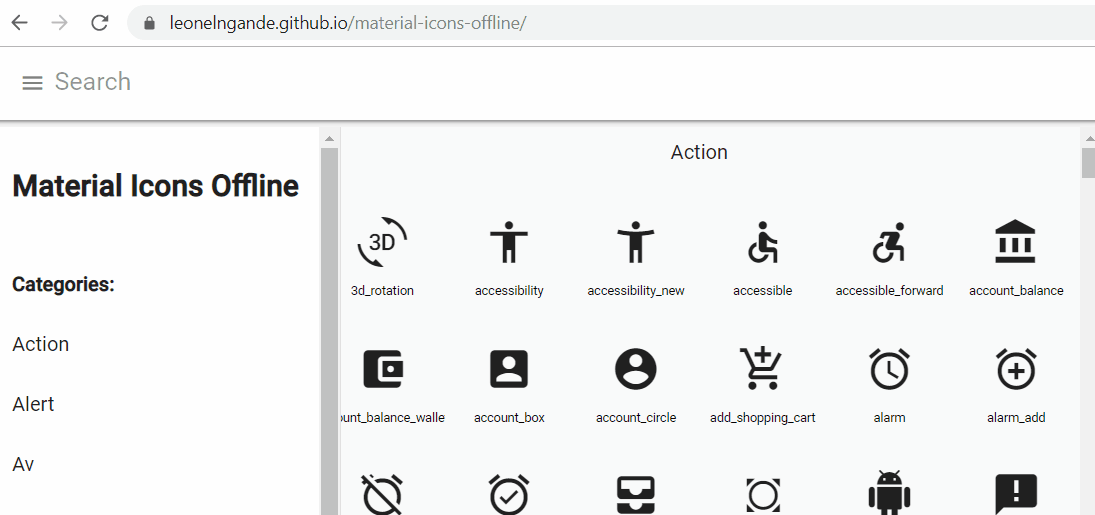 leonelngande.github.io/material-icons-offline/
Search
Material Icons Offline
Categories:
Action
Alert
Av
Action
3D
3d_rotation accessibility accessibility_new accessible accessible_forward account_balance
ount_balance_walle account_box account_circle add_shopping_cart alarm alarm_add